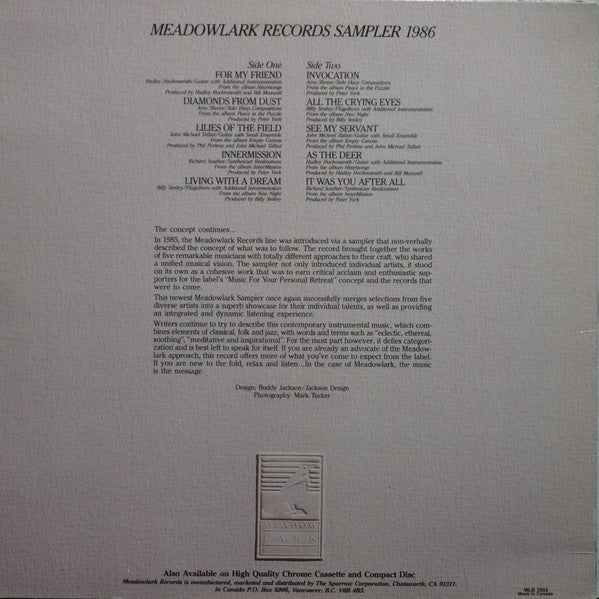 MEADOWLARK RECORDS SAMPLER 1986
Side One
FOR MY FRIEND
Hadley Hockensmith/Guitar with Additional Instrumentation
From the album Heartsongs
Produced by Hadley Hockensmith and Bill Maxwell
DIAMONDS FROM DUST
Amy Shreve/Solo Harp Compositions
From the album Peace in the Puzzle
Produced by Peter York
LILIES OF THE FIELD
John Michael Talbot/Guitar with Small Ensemble
From the album Empty Canvas
Produced by Phil Perkins and John Michael Talbot
INNERMISSION
Richard Souther/Synthesizer Realizations
From the album InnerMission
Produced by Peter York
LIVING WITH A DREAM
Billy Smiley/Flugelhorn with Additional Instrumentation
From the album New Night
Produced by Billy Smiley
Side Two
INVOCATION
Amy Shreve/Solo Harp Compositions
From the album Peace in the Puzzle
Produced by Peter York
ALL THE CRYING EYES
Billy Smiley/Flugelhorn with Additional Instrumentation
From the album New Night
Produced by Billy Smiley
SEE MY SERVANT
John Michael Talbot/Guitar with Small Ensemble
From the album Empty Canvas
Produced by Phil Perkins and John Michael Talbot
AS THE DEER
Hadley Hockensmith/Guitar with Additional Instrumentation
From the album Heartsongs
Produced by Hadley Hockensmith and Bill Maxwell
IT WAS YOU AFTER ALL
Richard Souther/Synthesizer Realizations
From the album InnerMission
Produced by Peter York
The concept continues...
In 1985, the Meadowlark Records line was introduced via a sampler that non-verbally
described the concept of what was to follow. The record brought together the works
of five remarkable musicians with totally different approaches to their craft, who shared
a unified musical vision. The sampler not only introduced individual artists, it stood
on its own as a cohesive work that was to earn critical acclaim and enthusiastic sup-
porters for the label's "Music For Your Personal Retreat" concept and the records that
were to come.
This newest Meadowlark Sampler once again successfully merges selections from five
diverse artists into a superb showcase for their individual talents, as well as providing
an integrated and dynamic listening experience.
Writers continue to try to describe this contemporary instrumental music, which com-
bines elements of classical, folk and jazz, with words and terms such as "eclectic, ethereal,
soothing", "meditative and inspirational". For the most part however, it defies categori-
zation and is best left to speak for itself. If you are already an advocate of the Meadow-
lark approach, this record offers more of what you've come to expect from the label.
If you are new to the fold, relax and listen...In the case of Meadowlark, the music
is the message.
Design: Buddy Jackson/Jackson Design
Photography: Mark Tucker
MEADOW
LARK
Also Available on High Quality Chrome Cassette and Compact Disc
Meadowlark Records is manufactured, marketed and distributed by The Sparrow Corporation, Chatsworth, CA 91311.
In Canada P.O. Box 6900, Vancouver, B.C. V6B 4B5.
Made in Canada